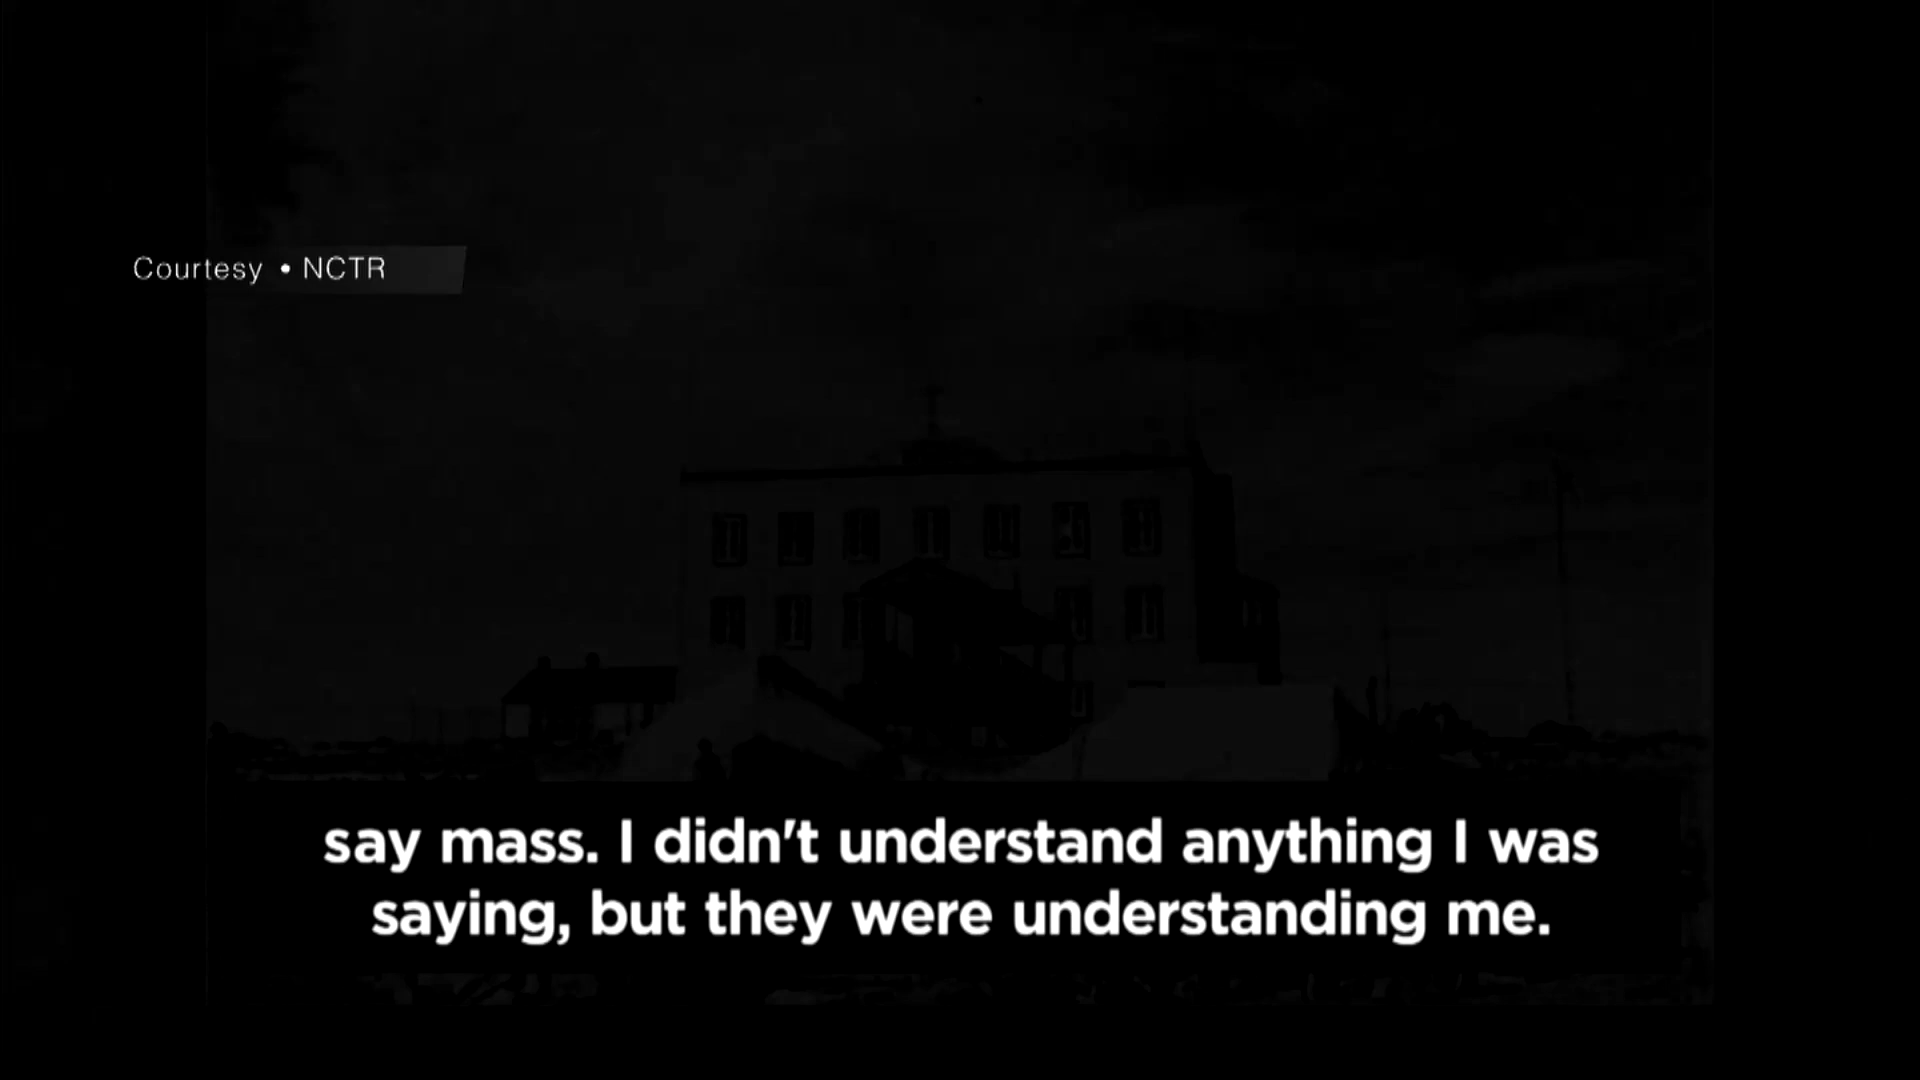 Courtesy • NCTR
say mass. I didn't understand anything I was
saying, but they were understanding me.